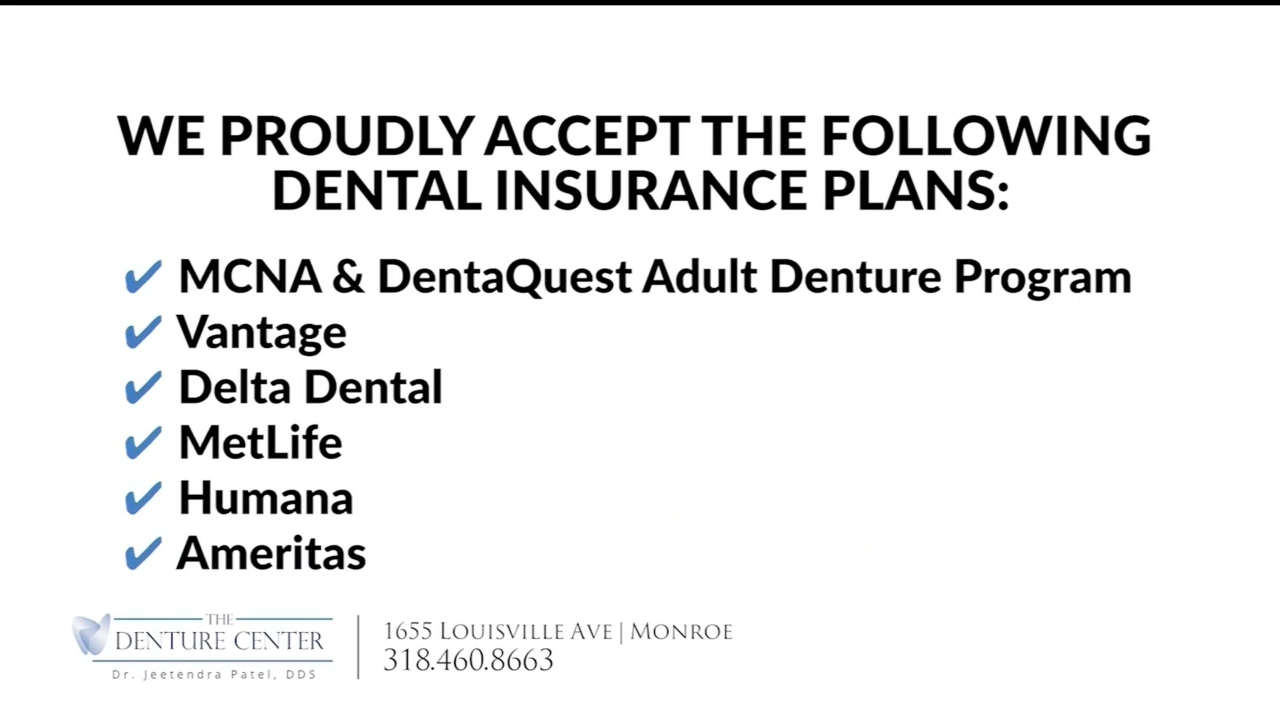 WE PROUDLY ACCEPT THE FOLLOWING
DENTAL INSURANCE PLANS:
✔ MCNA & DentaQuest Adult Denture Program
✔ Vantage
✔ Delta Dental
✔ MetLife
✔ Humana
✔ Ameritas
THE
DENTURE CENTER
Dr. Jeetendra Patel, DDS
1655 LOUISVILLE AVE | MONROE
318.460.8663